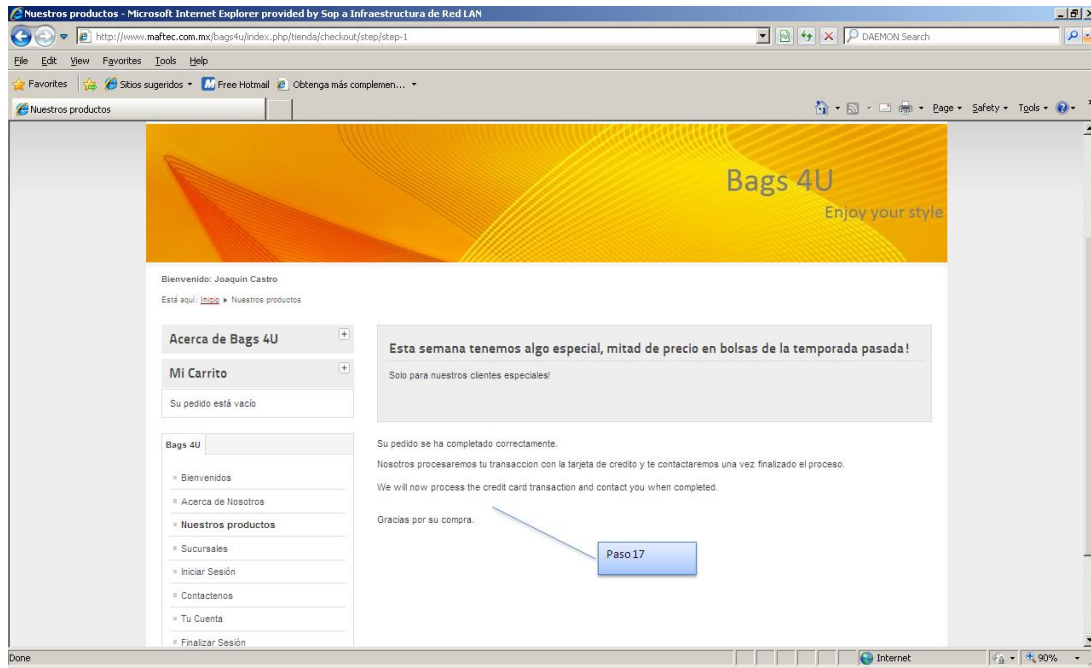 Nuestros productos - Microsoft Internet Explorer provided by Sop a Infraestructura de Red LAN
http://www.maftec.com.mx/bags4u/index.php/tienda/checkout/step/step-1
DAEMON Search
File Edit View Favorites Tools Help
Favorites Sitios sugeridos Free Hotmail Obtenga más complemen...
Nuestros productos
Page Safety Tools
Bags 4U
Enjoy your style
Bienvenido: Joaquin Castro
Está aquí: Inicio Nuestros productos
Acerca de Bags 4U
Mi Carrito
Su pedido está vacío
Esta semana tenemos algo especial, mitad de precio en bolsas de la temporada pasada!
Solo para nuestros clientes especiales!
Bags 4U
Bienvenidos
Acerca de Nosotros
Nuestros productos
Sucursales
Iniciar Sesión
Contactenos
Tu Cuenta
Finalizar Sesión
Su pedido se ha completado correctamente.
Nosotros procesaremos tu transaccion con la tarjeta de credito y te contactaremos una vez finalizado el proceso.
We will now process the credit card transaction and contact you when completed.
Gracias por su compra.
Paso 17
Done
Internet
90%